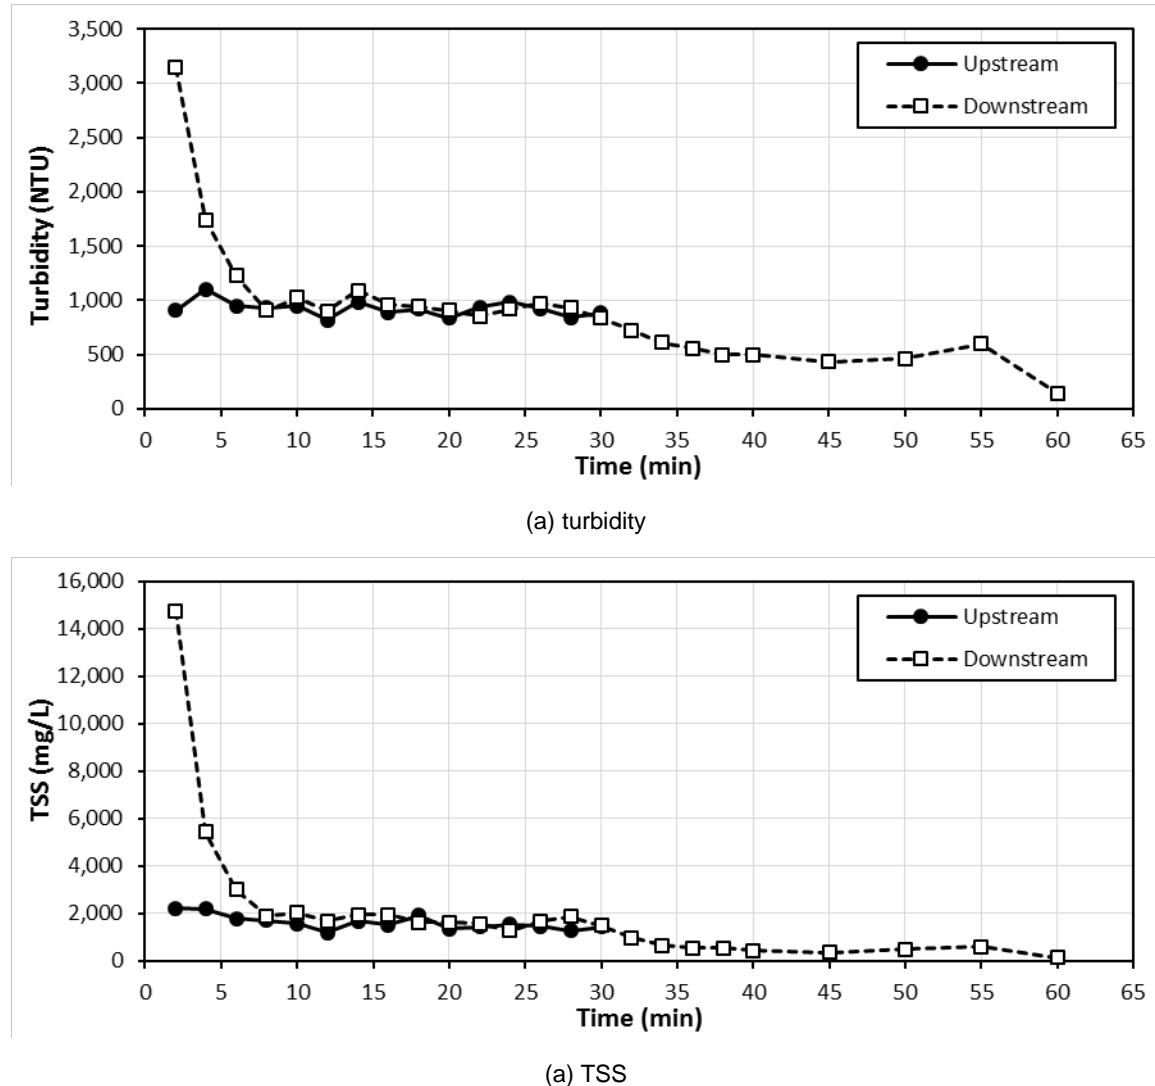 3,500
3,000
2,500
2,000
1,500
1,000
500
0
Turbidity (NTU)
Upstream
Downstream
0 5 10 15 20 25 30 35 40 45 50 55 60 65
Time (min)
(a) turbidity
16,000
14,000
12,000
10,000
8,000
6,000
4,000
2,000
0
TSS (mg/L)
Upstream
Downstream
0 5 10 15 20 25 30 35 40 45 50 55 60 65
Time (min)
(a) TSS